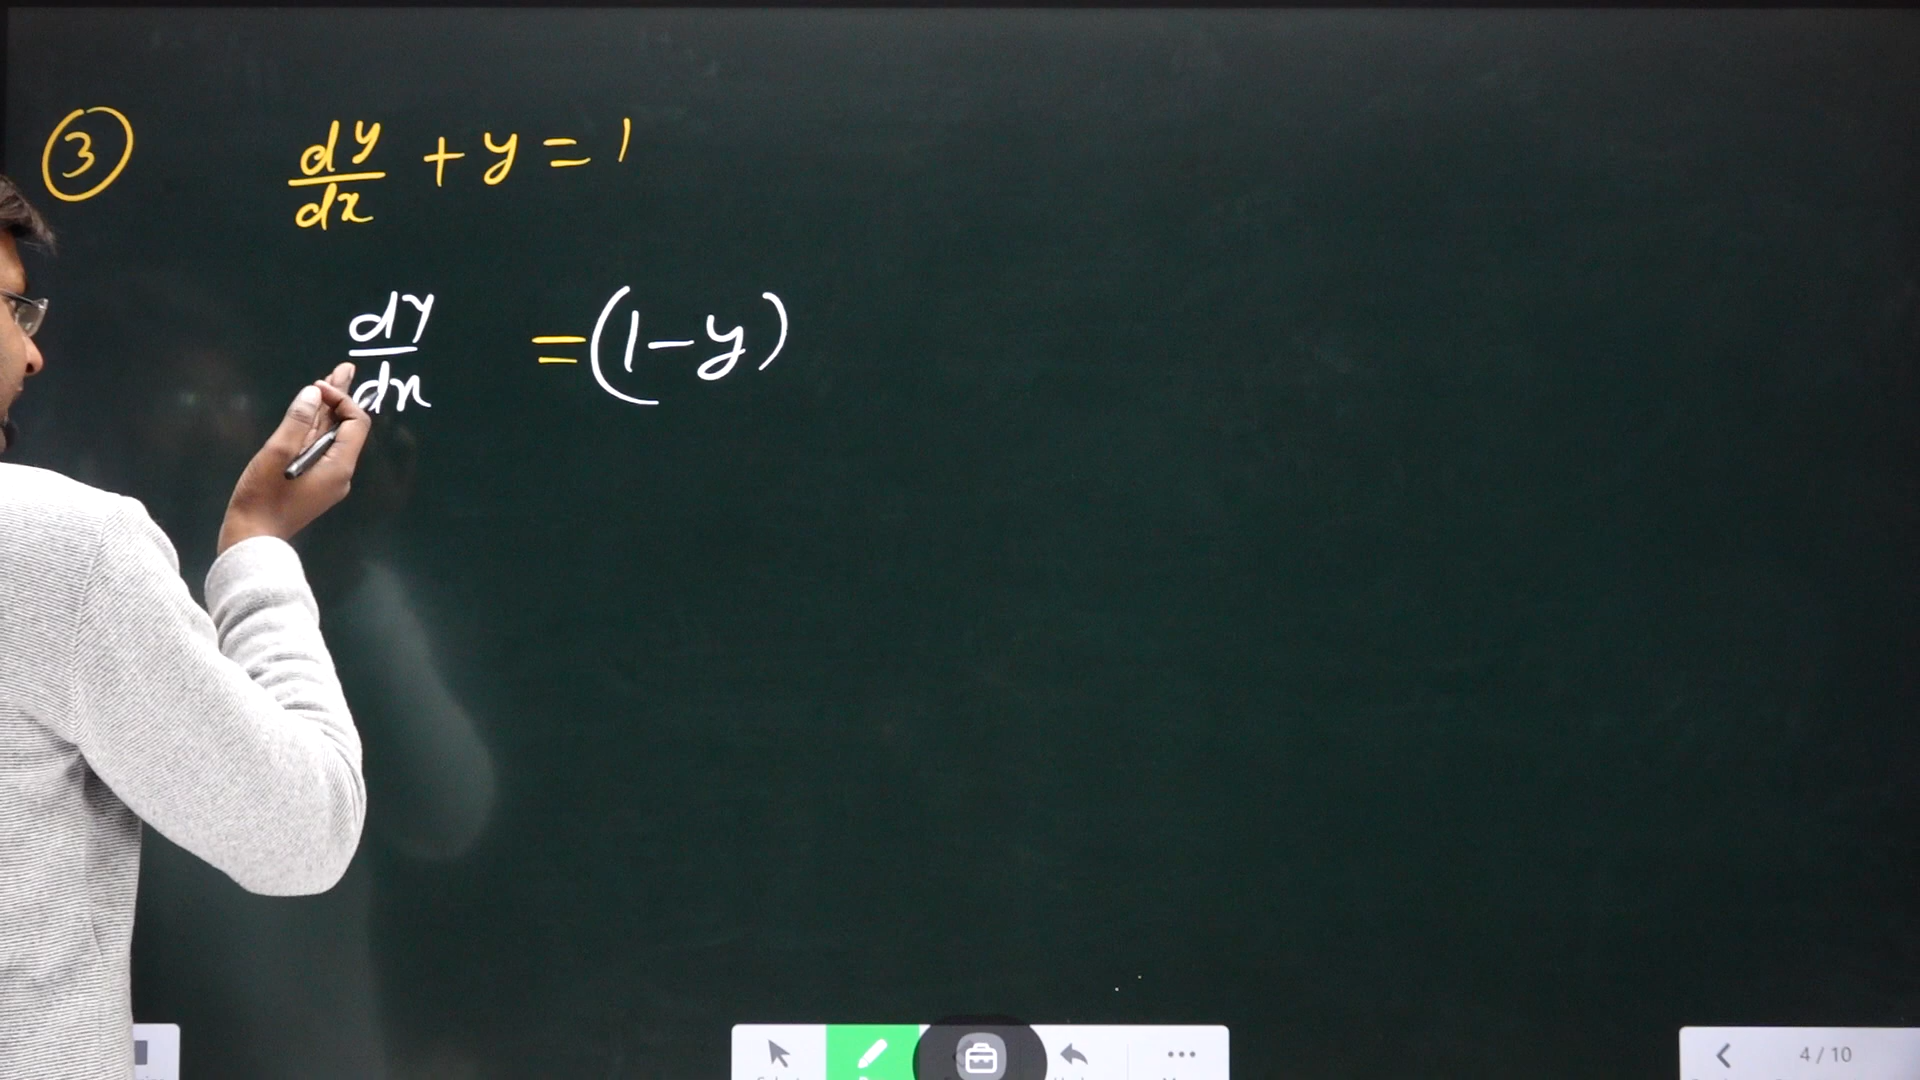 ③ dy/dx + y = 1
dy/dx = (1-y)
4 / 10